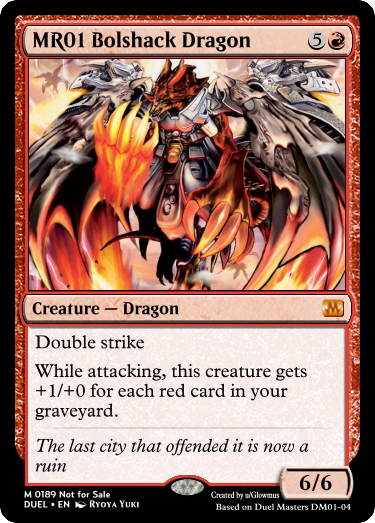 MR01 Bolshack Dragon 5
Creature — Dragon
Double strike
While attacking, this creature gets
+1/+0 for each red card in your
graveyard.
The last city that offended it is now a
ruin
6/6
M 0189 Not for Sale
DUEL • EN Ryoya Yuki
Created by u/Glowmus
Based on Duel Masters DM01-04